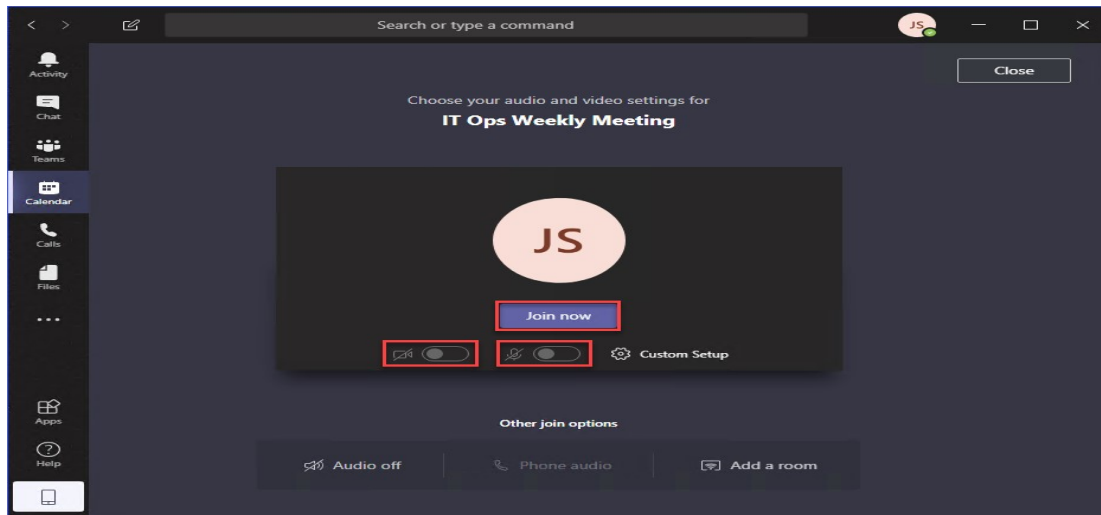 Search or type a command
JS
Activity
Chat
Teams
Calendar
Calls
Files
Apps
Help
Close
Choose your audio and video settings for
IT Ops Weekly Meeting
JS
Join now
Custom Setup
Other join options
Audio off
Phone audio
Add a room